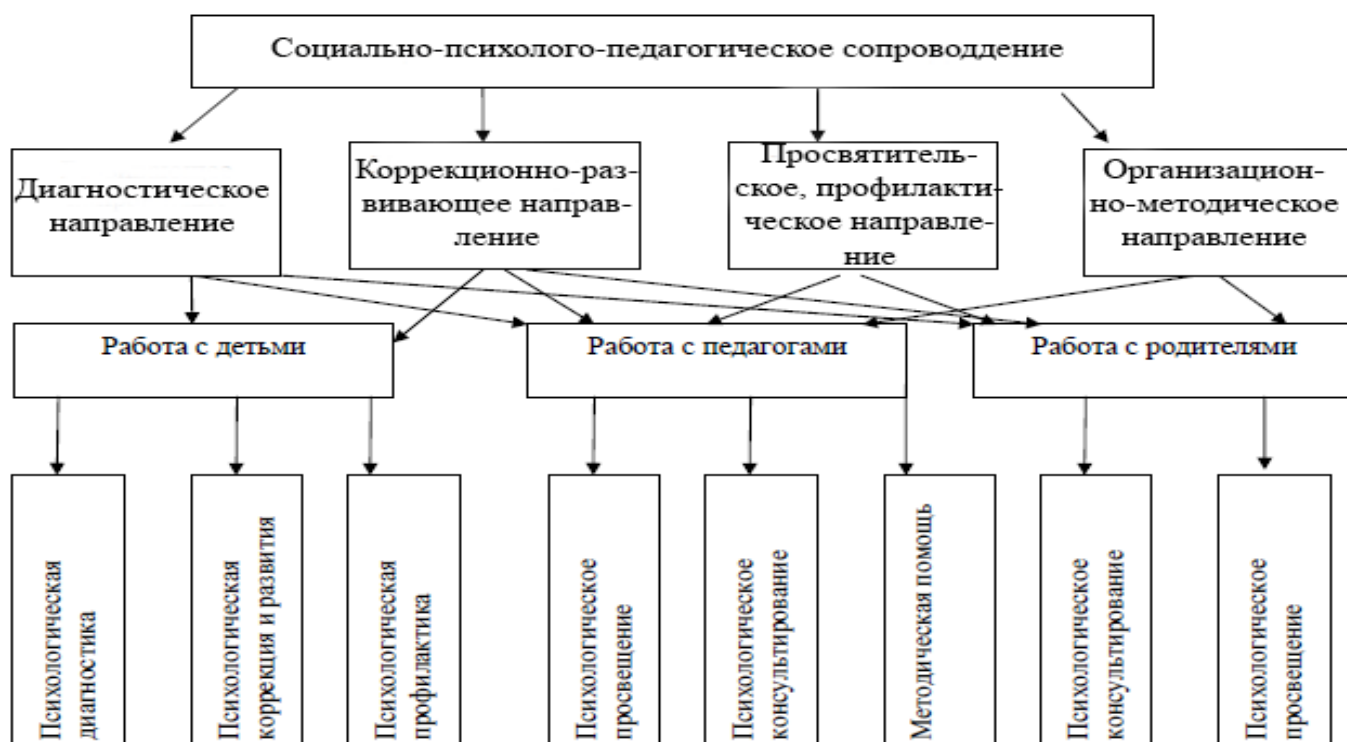 Социально-психолого-педагогическое сопроводдение
Диагностическое
направление
Коррекционно-раз-
вивающее направ-
ление
Просвятитель-
ское, профилакти-
ческое направле-
ние
Организацион-
но-методическое
направление
Работа с детьми
Работа с педагогами
Работа с родителями
Психологическая
диагностика
Психологическая
коррекция и развития
Психологическая
профилактика
Психологическое
просвещение
Психологическое
консультирование
Методическая помощь
Психологическое
консультирование
Психологическое
просвещение